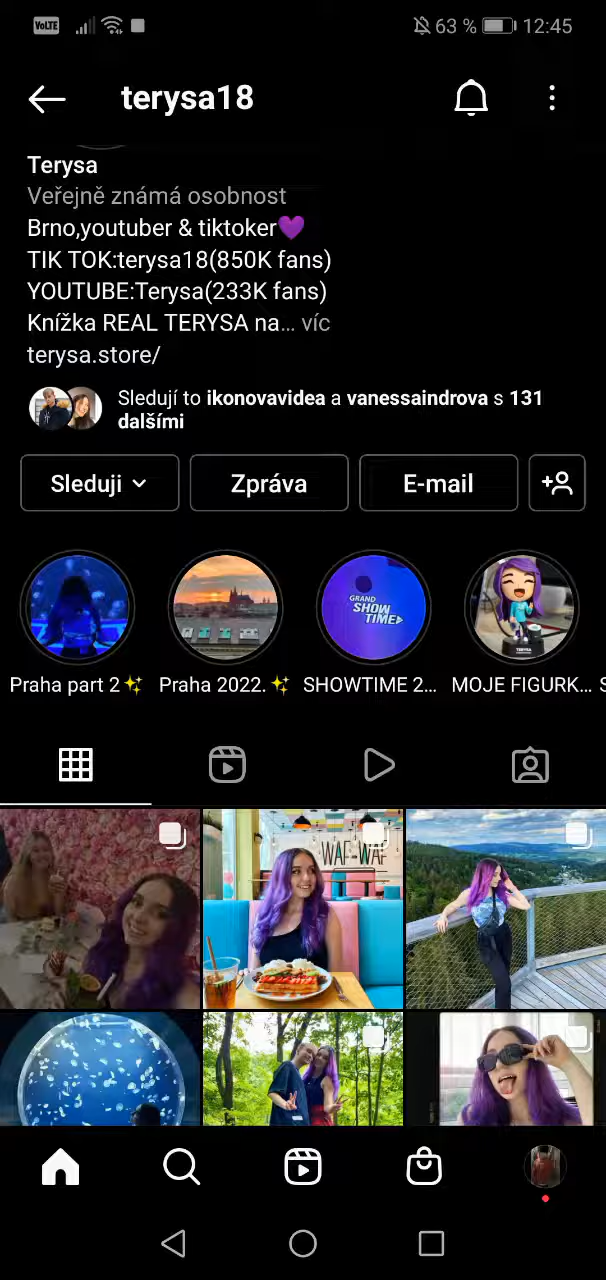 VoLTE 63 % 12:45
terysa18
Terysa
Veřejně známá osobnost
Brno,youtuber & tiktoker💜
TIK TOK:terysa18(850K fans)
YOUTUBE:Terysa(233K fans)
Knížka REAL TERYSA na... víc
terysa.store/
Sledují to ikonovavidea a vanessaindrova s 131
dalšími
Sleduji
Zpráva
E-mail
GRAND
SHOW
TIME
TERYSA
Praha part 2✨ Praha 2022.✨ SHOWTIME 2... MOJE FIGURK... S
WAF-WAF